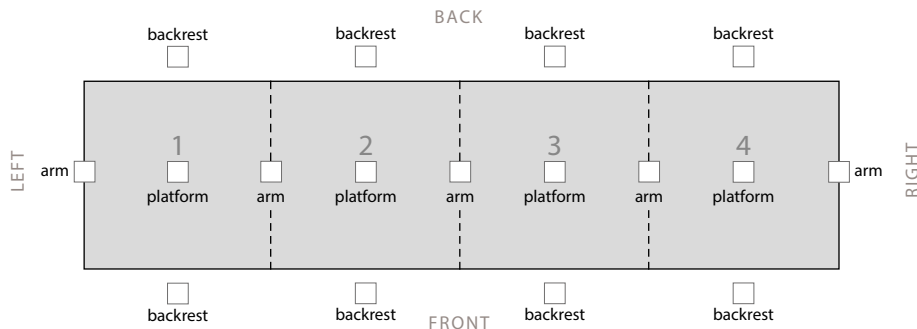 BACK
backrest backrest backrest backrest
LEFT
1 2 3 4
arm arm
platform arm platform arm platform arm platform
RIGHT
backrest backrest backrest backrest
FRONT